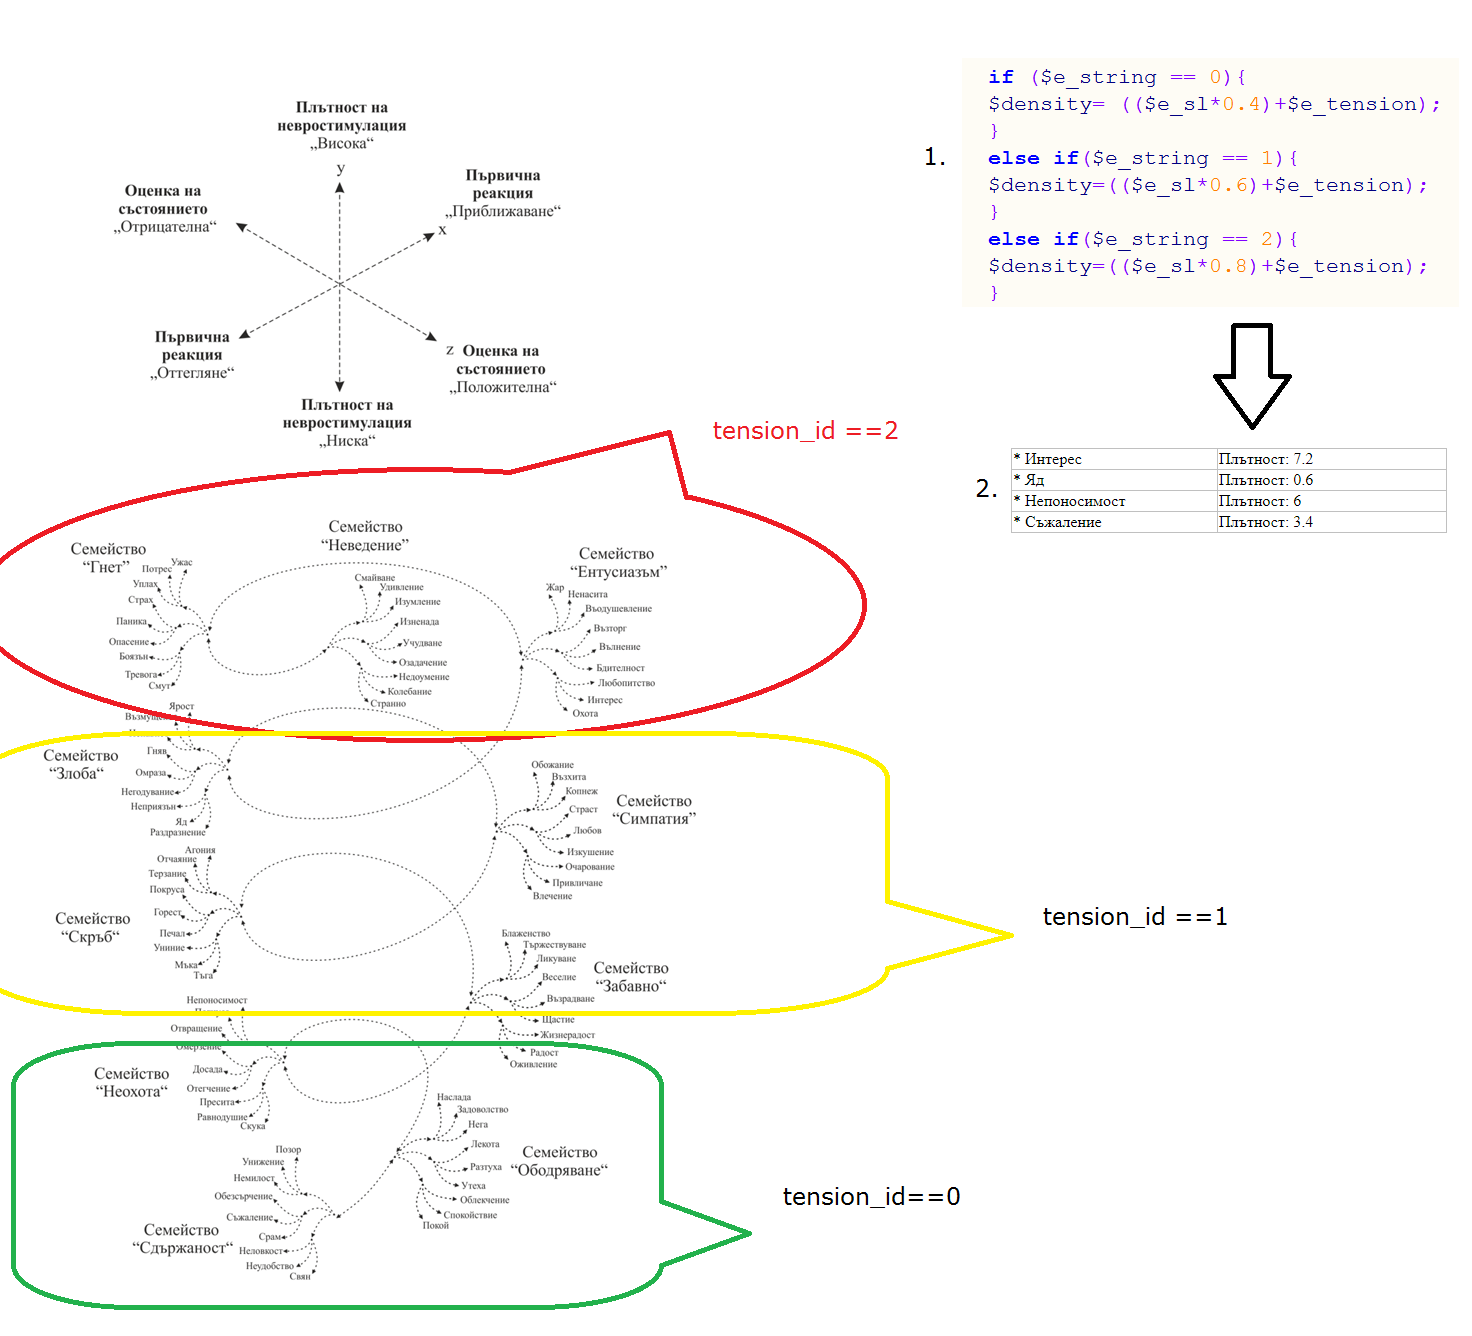 Плътност на
невростимулация
„Висока“
y
Първична
реакция
„Приближаване“
x
Оценка на
състоянието
„Отрицателна“
Първична
реакция
„Оттегляне“
z Оценка на
състоянието
„Положителна“
Плътност на
невростимулация
„Ниска“
1.
if ($e_string == 0){
$density= (($e_sl*0.4)+$e_tension);
}
else if($e_string == 1){
$density=(($e_sl*0.6)+$e_tension);
}
else if($e_string == 2){
$density=(($e_sl*0.8)+$e_tension);
}
2.
* Интерес Плътност: 7.2
* Яд Плътност: 0.6
* Непоносимост Плътност: 6
* Съжаление Плътност: 3.4
tension_id ==2
Семейство
“Гнет”
Ужас
Потрес
Уплах
Страх
Паника
Опасение
Боязън
Тревога
Смут
Семейство
“Неведение”
Смайване
Удивление
Изумление
Изненада
Учудване
Озадачение
Недоумение
Колебание
Странно
Семейство
“Ентусиазъм”
Жар
Ненасита
Въодушевление
Възторг
Вълнение
Бдителност
Любопитство
Интерес
Охота
tension_id ==1
Семейство
“Злоба“
Ярост
Гняв
Омраза
Негодувание
Неприязън
Яд
Раздразнение
Семейство
“Симпатия”
Обожание
Възхита
Копнеж
Страст
Любов
Изкушение
Очарование
Привличане
Влечение
Семейство
“Скръб“
Агония
Отчаяние
Терзание
Покруса
Горест
Печал
Униние
Мъка
Тъга
Семейство
“Забавно“
Блаженство
Тържествуване
Ликуване
Веселие
Възрадване
Щастие
Жизнерадост
Радост
Оживление
tension_id==0
Семейство
“Неохота“
Непоносимост
Отвращение
Омерзение
Досада
Отегчение
Пресита
Равнодушие
Скука
Семейство
“Ободряване“
Наслада
Задоволство
Нега
Лекота
Разтуха
Утеха
Облекчение
Спокойствие
Покой
Семейство
“Сдържаност“
Позор
Унижение
Немилост
Обезсърчение
Съжаление
Срам
Неловкост
Неудобство
Свян